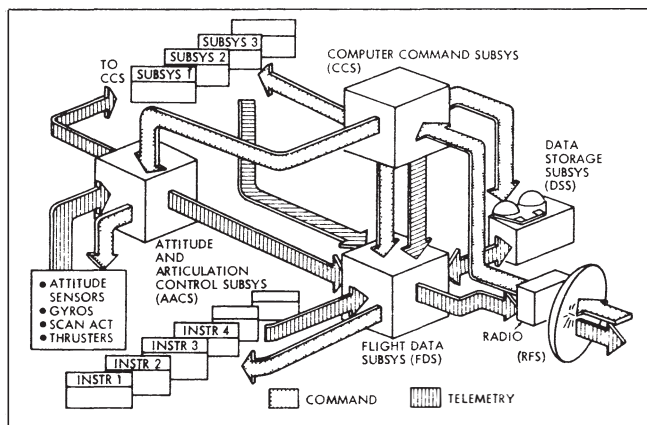 SUBSYS 3
SUBSYS 2
SUBSYS 1
TO
CCS
COMPUTER COMMAND SUBSYS
(CCS)
DATA
STORAGE
SUBSYS
(DSS)
ATTITUDE
AND
ARTICULATION
CONTROL SUBSYS
(AACS)
• ATTITUDE
SENSORS
• GYROS
• SCAN ACT
• THRUSTERS
INSTR 4
INSTR 3
INSTR 2
INSTR 1
FLIGHT DATA
SUBSYS (FDS)
RADIO
(RFS)
COMMAND
TELEMETRY